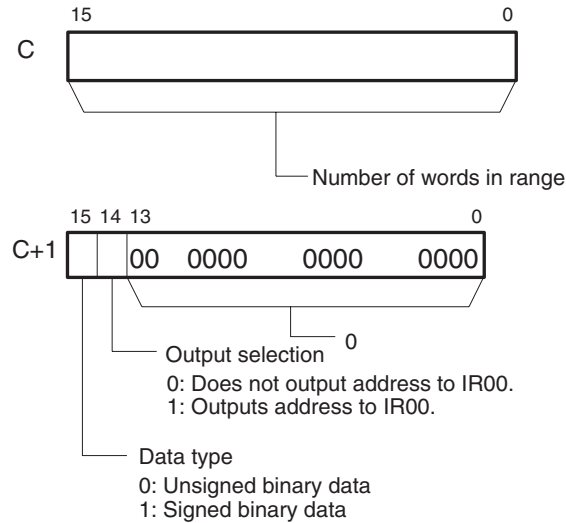 15 0
C
Number of words in range
15 14 13 0
C+1 00 0000 0000 0000
0
Output selection
0: Does not output address to IR00.
1: Outputs address to IR00.
Data type
0: Unsigned binary data
1: Signed binary data